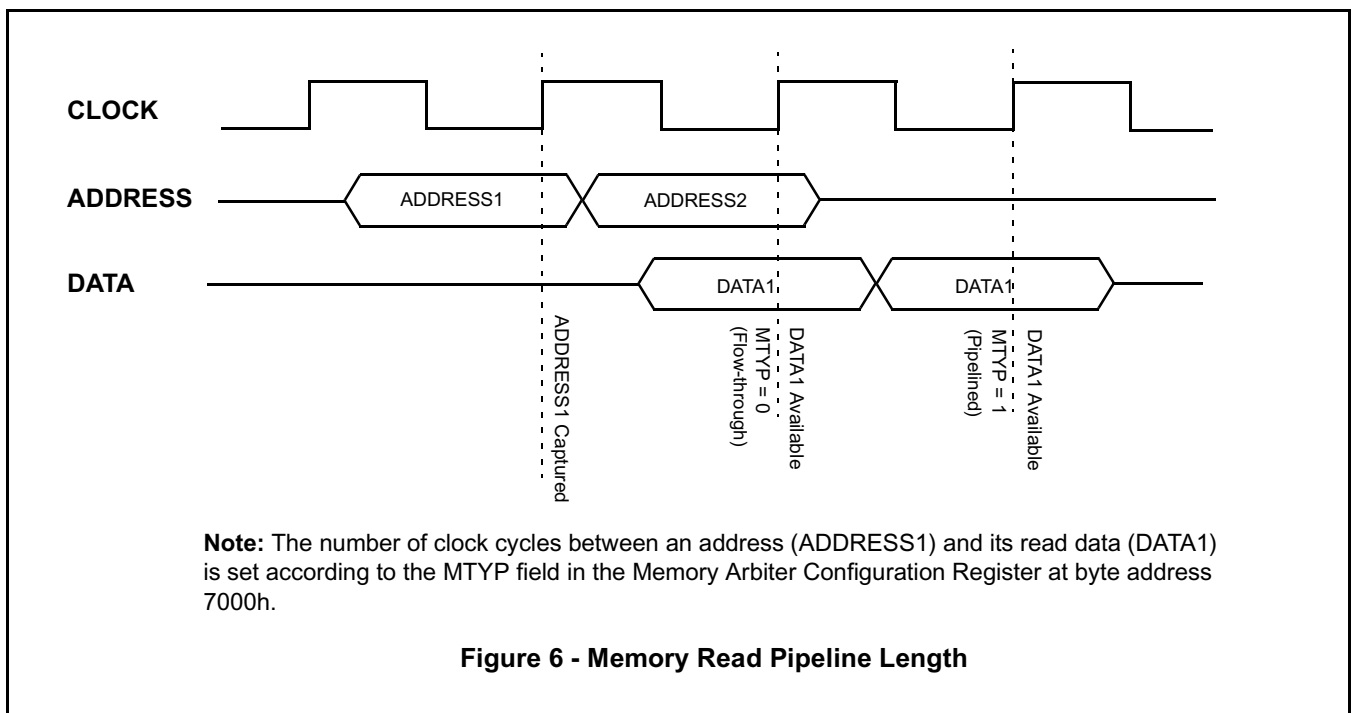 CLOCK
ADDRESS
ADDRESS1
ADDRESS2
DATA
DATA1
DATA1
ADDRESS1 Captured
DATA1 Available
MTYP = 0
(Flow-through)
DATA1 Available
MTYP = 1
(Pipelined)
Note: The number of clock cycles between an address (ADDRESS1) and its read data (DATA1)
is set according to the MTYP field in the Memory Arbiter Configuration Register at byte address
7000h.
Figure 6 - Memory Read Pipeline Length